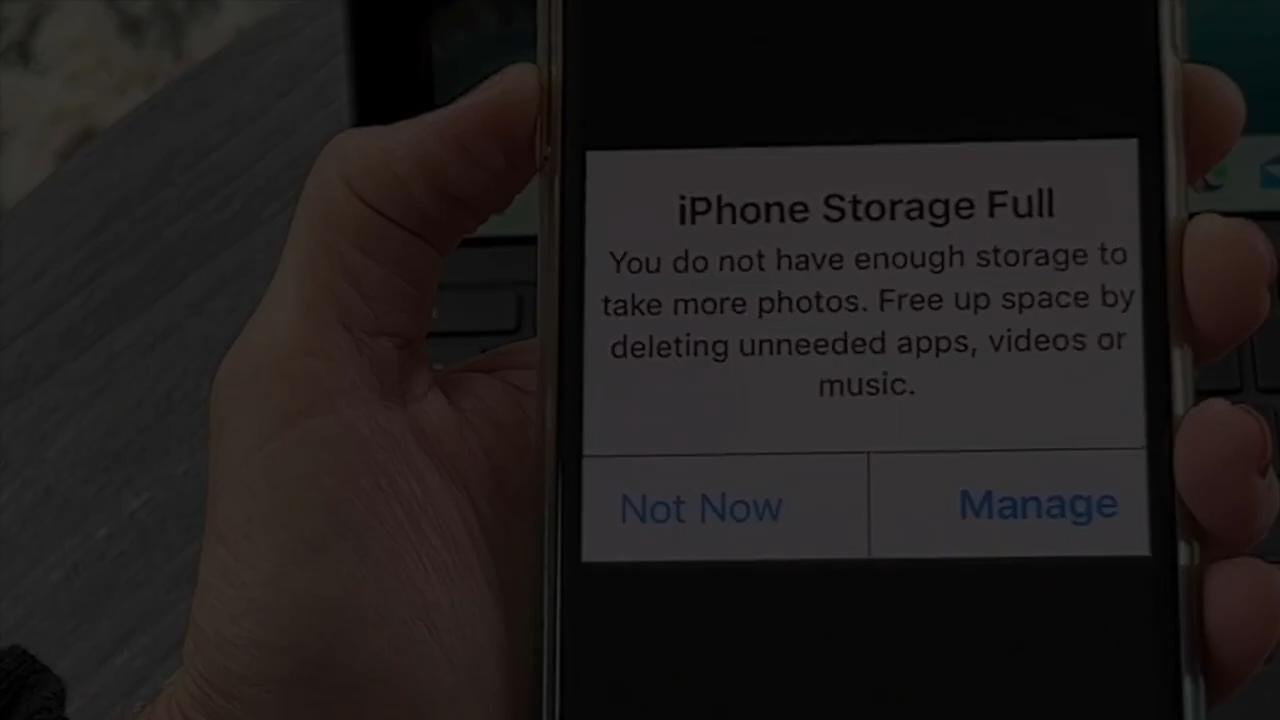 iPhone Storage Full
You do not have enough storage to
take more photos. Free up space by
deleting unneeded apps, videos or
music.
Not Now
Manage